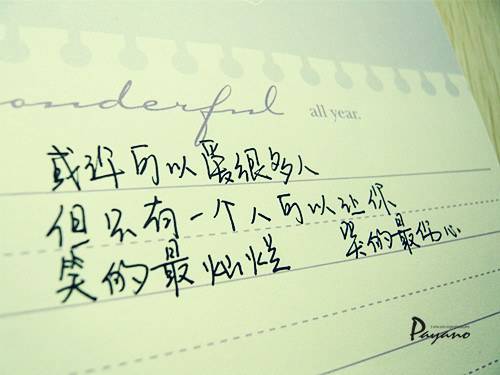 onderful all year.
或许可以爱很多人
但只有一个人可以让你
笑的最灿烂 哭的最伤心
Payano